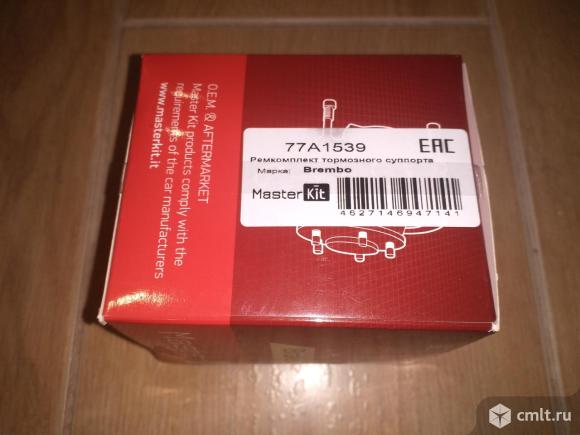 O.E.M. & AFTERMARKET
Master Kit products comply with the
requirements of the car manufacturers
www.masterkit.it
77A1539
EAC
Ремкомплект тормозного суппорта
Марка: Brembo
Master Kit
4627146947141
cmlt.ru